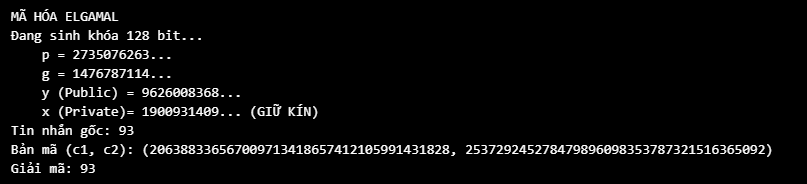 MÃ HÓA ELGAMAL
Đang sinh khóa 128 bit...
p = 2735076263...
g = 1476787114...
y (Public) = 9626008368...
x (Private)= 1900931409... (GIỮ KÍN)
Tin nhắn gốc: 93
Bản mã (c1, c2): (206388336567009713418657412105991431828, 253729245278479896098353787321516365092)
Giải mã: 93